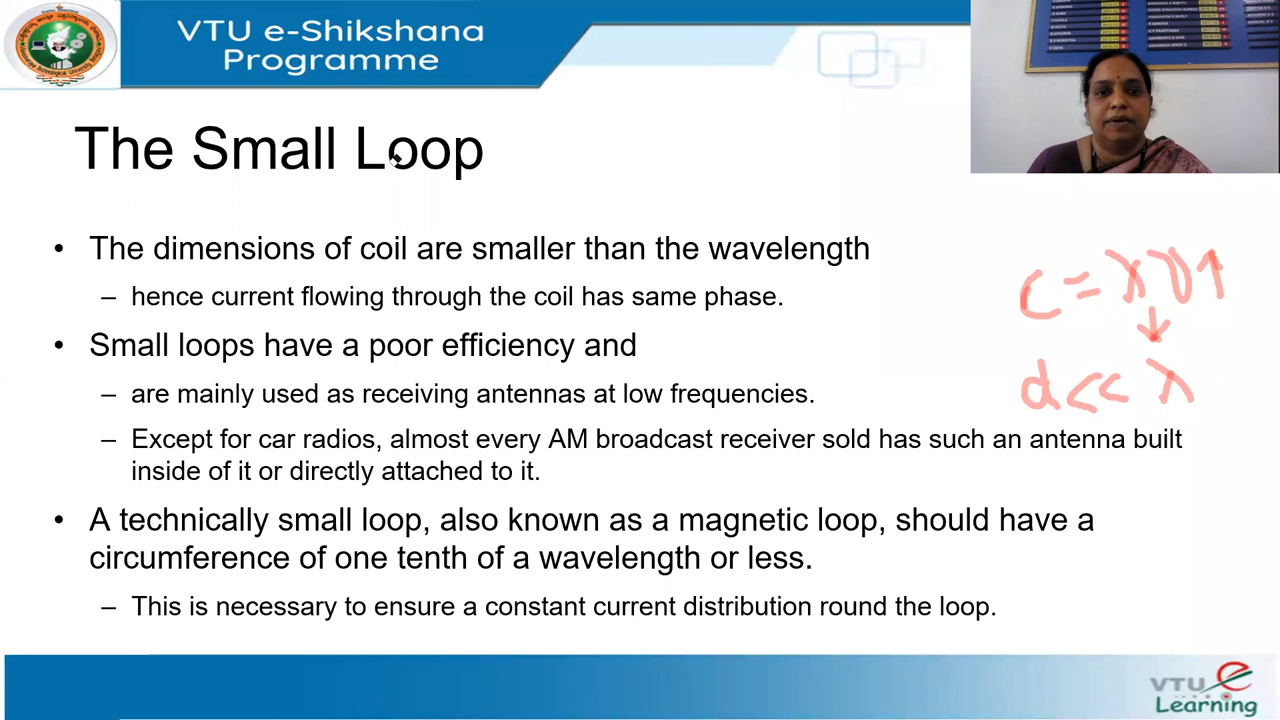 VTU e-Shikshana
Programme
The Small Loop
• The dimensions of coil are smaller than the wavelength
– hence current flowing through the coil has same phase.
• Small loops have a poor efficiency and
– are mainly used as receiving antennas at low frequencies.
– Except for car radios, almost every AM broadcast receiver sold has such an antenna built
inside of it or directly attached to it.
• A technically small loop, also known as a magnetic loop, should have a
circumference of one tenth of a wavelength or less.
– This is necessary to ensure a constant current distribution round the loop.
c = λ ν ↑
↓
d << λ
VTU e
Learning